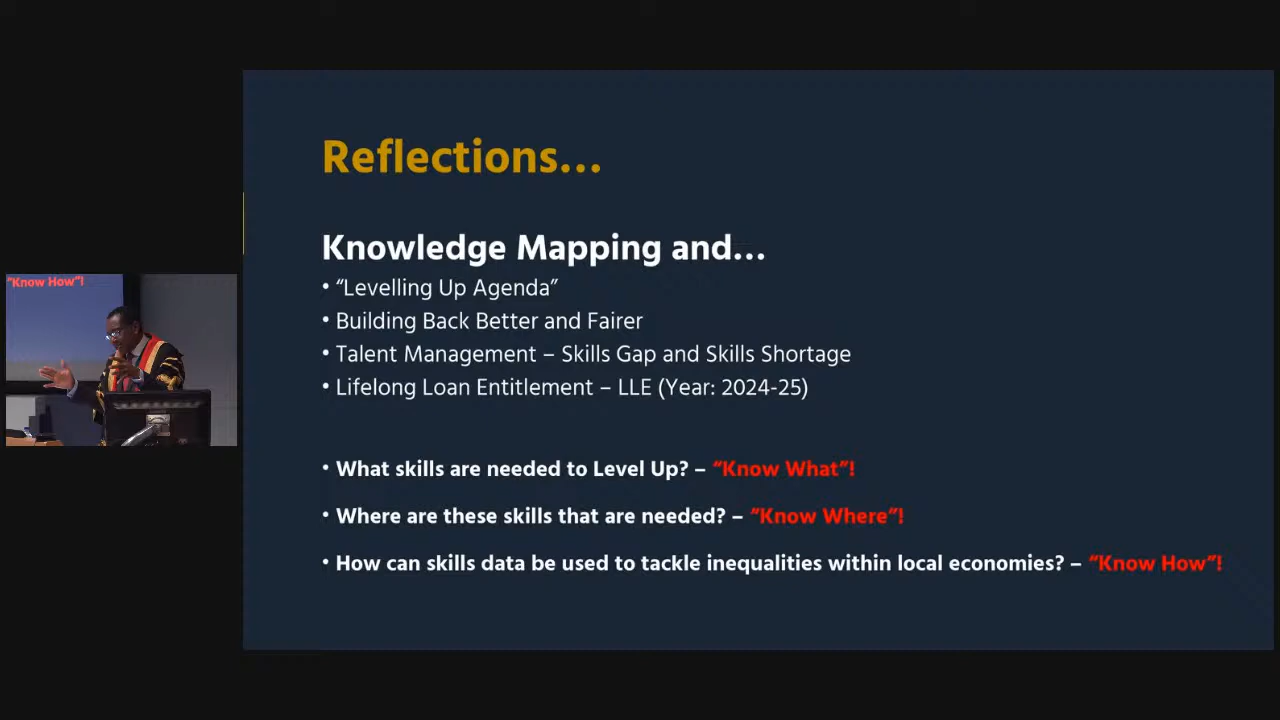 Reflections...
Knowledge Mapping and...
• “Levelling Up Agenda”
• Building Back Better and Fairer
• Talent Management – Skills Gap and Skills Shortage
• Lifelong Loan Entitlement – LLE (Year: 2024-25)
• What skills are needed to Level Up? – “Know What”!
• Where are these skills that are needed? – “Know Where”!
• How can skills data be used to tackle inequalities within local economies? – “Know How”!
“Know How”!